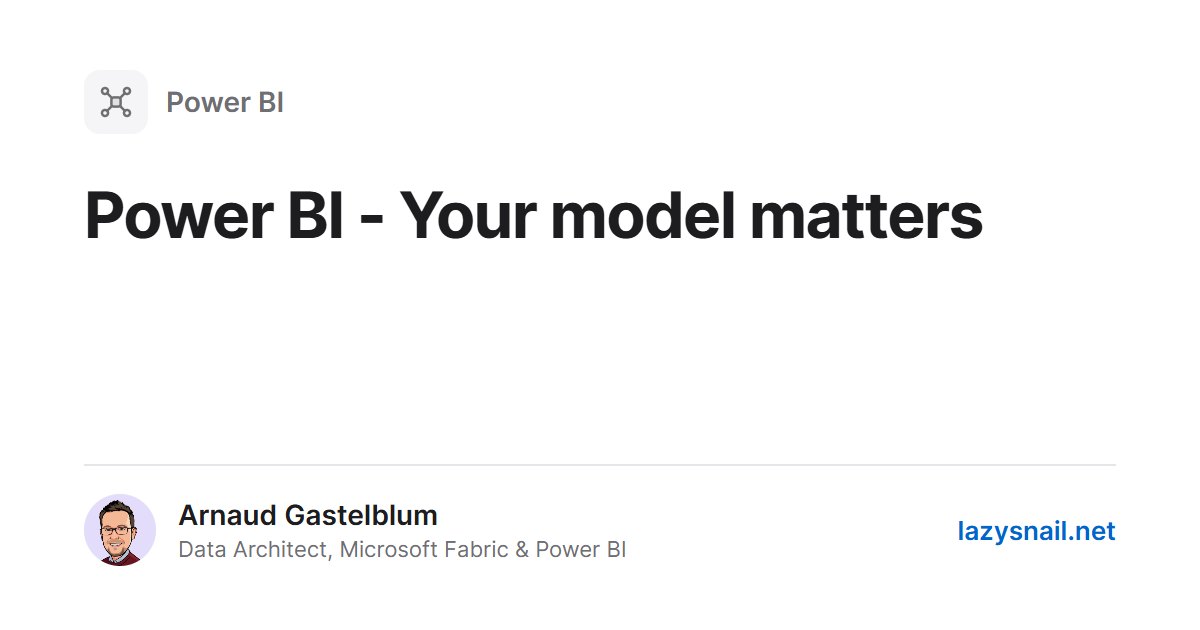 Power BI
Power BI - Your model matters
Arnaud Gastelblum
Data Architect, Microsoft Fabric & Power BI
lazysnail.net